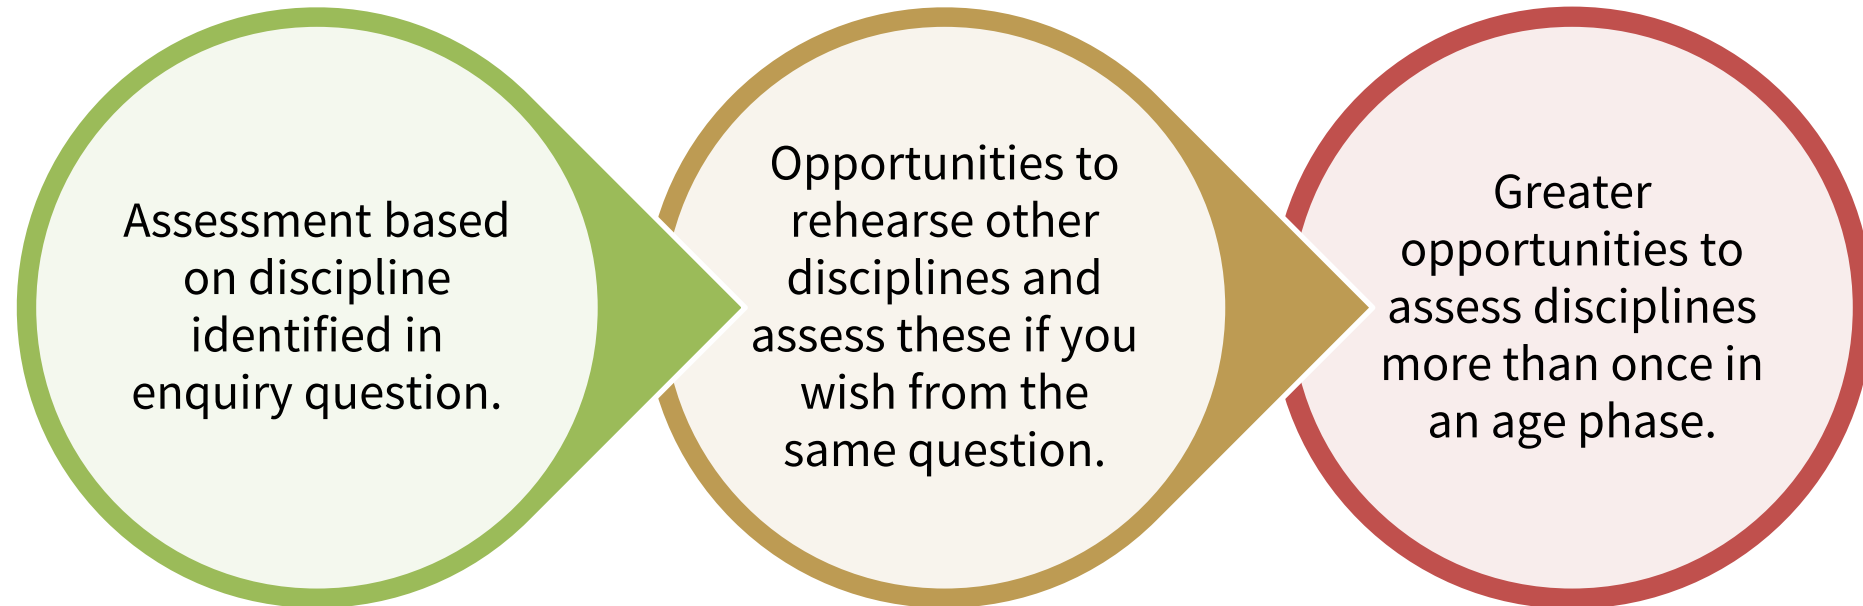 Assessment based
on discipline
identified in
enquiry question.
Opportunities to
rehearse other
disciplines and
assess these if you
wish from the
same question.
Greater
opportunities to
assess disciplines
more than once in
an age phase.